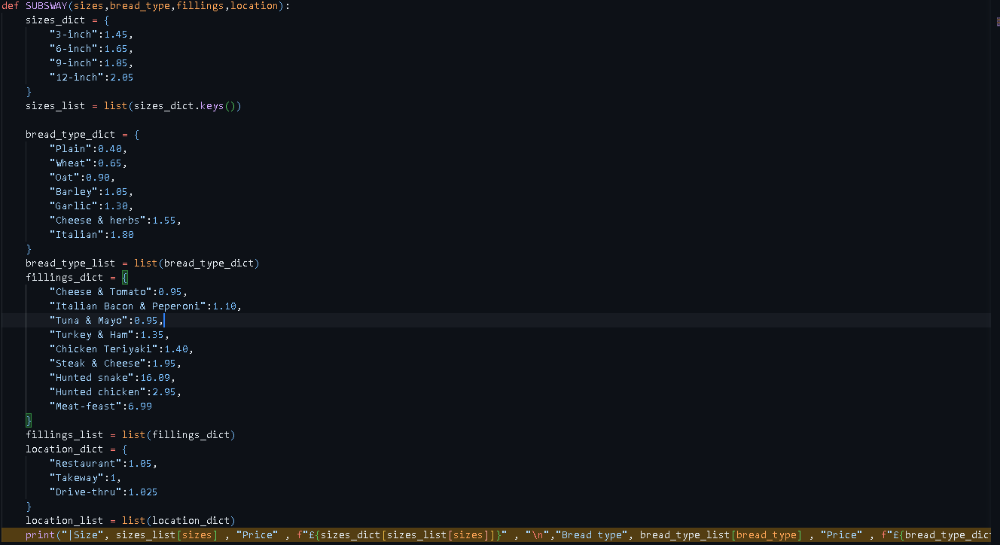 def SUBSWAY(sizes,bread_type,fillings,location):
    sizes_dict = {
        "3-inch":1.45,
        "6-inch":1.65,
        "9-inch":1.85,
        "12-inch":2.05
    }
    sizes_list = list(sizes_dict.keys())

    bread_type_dict = {
        "Plain":0.40,
        "Wheat":0.65,
        "Oat":0.90,
        "Barley":1.05,
        "Garlic":1.30,
        "Cheese & herbs":1.55,
        "Italian":1.80
    }
    bread_type_list = list(bread_type_dict)
    fillings_dict = {
        "Cheese & Tomato":0.95,
        "Italian Bacon & Peperoni":1.10,
        "Tuna & Mayo":0.95,
        "Turkey & Ham":1.35,
        "Chicken Teriyaki":1.40,
        "Steak & Cheese":1.95,
        "Hunted snake":16.09,
        "Hunted chicken":2.95,
        "Meat-feast":6.99
    }
    fillings_list = list(fillings_dict)
    location_dict = {
        "Restaurant":1.05,
        "Takeway":1,
        "Drive-thru":1.025
    }
    location_list = list(location_dict)
    print("|Size", sizes_list[sizes] , "Price" , f"£{sizes_dict[sizes_list[sizes]]}" , "\n","Bread type", bread_type_list[bread_type] , "Price" , f"£{bread_type_dict